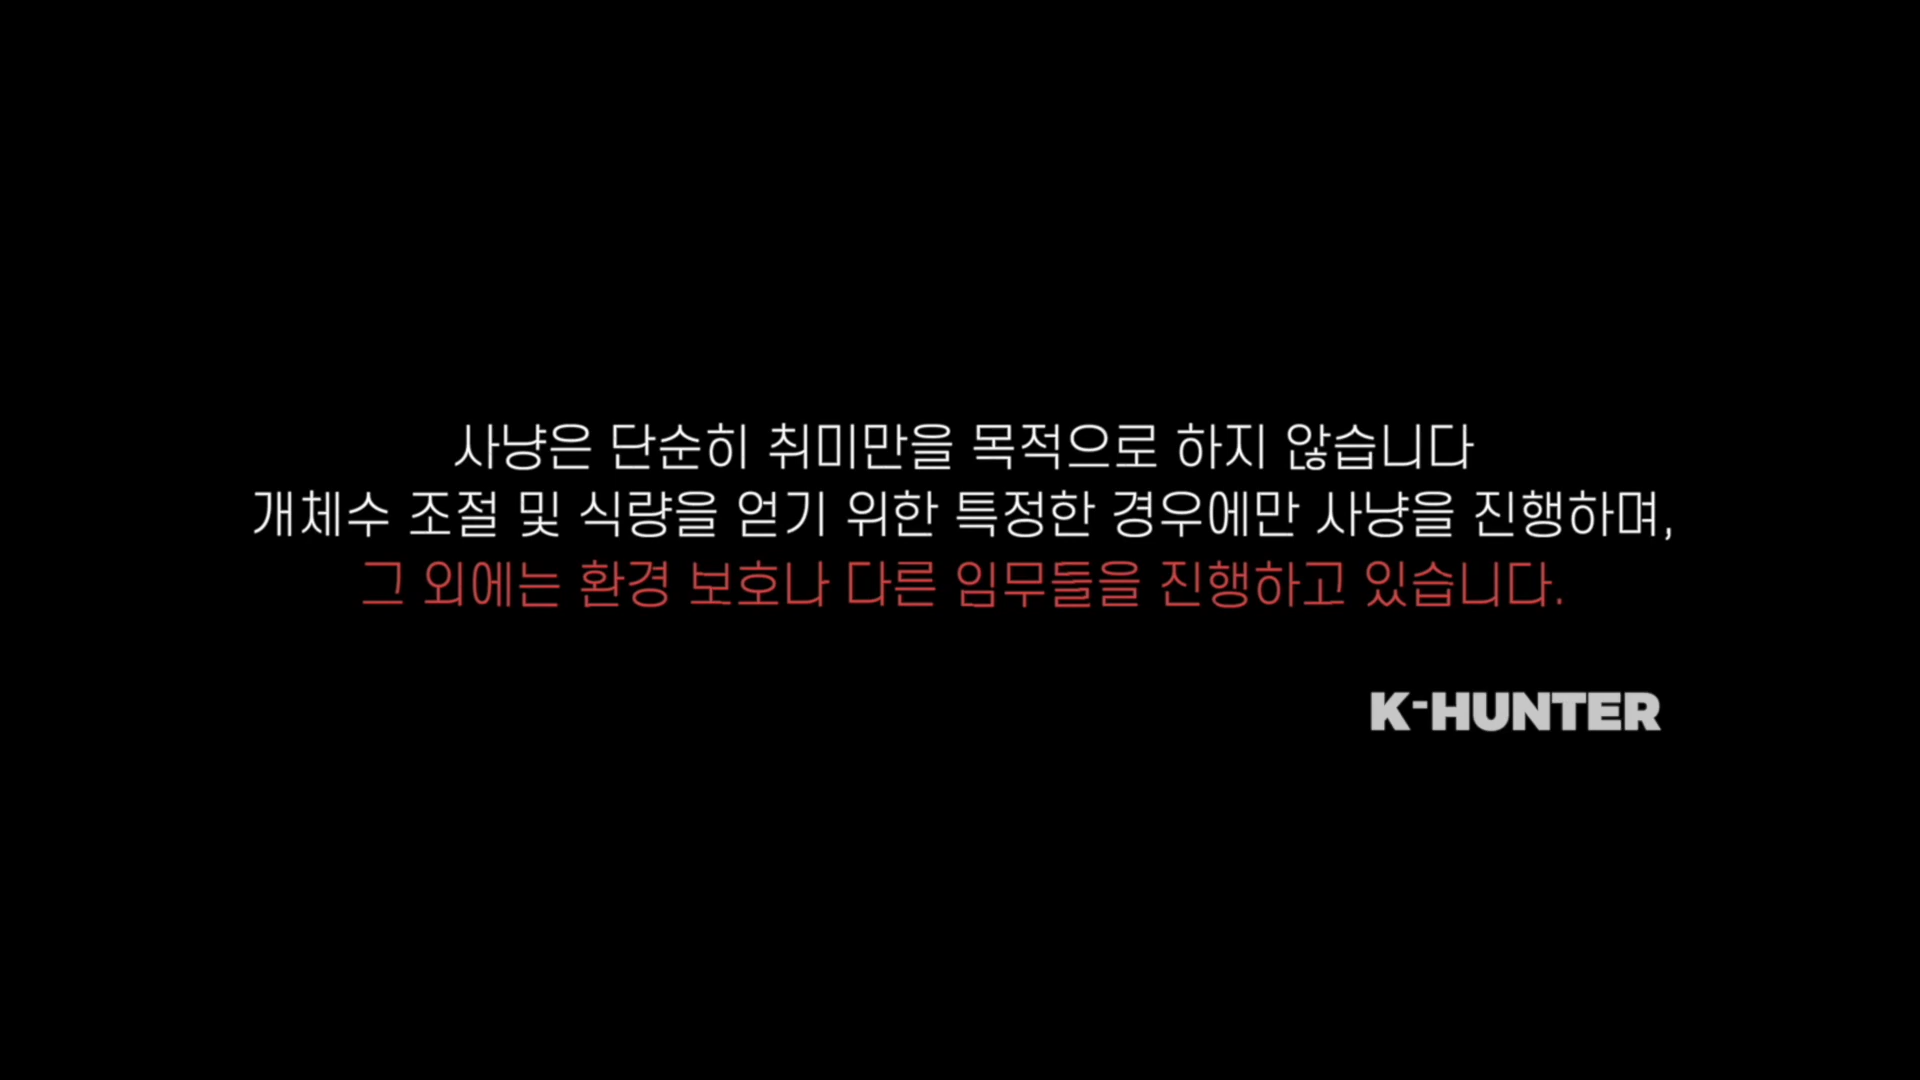 사냥은 단순히 취미만을 목적으로 하지 않습니다
개체수 조절 및 식량을 얻기 위한 특정한 경우에만 사냥을 진행하며,
그 외에는 환경 보호나 다른 임무들을 진행하고 있습니다.
K-HUNTER